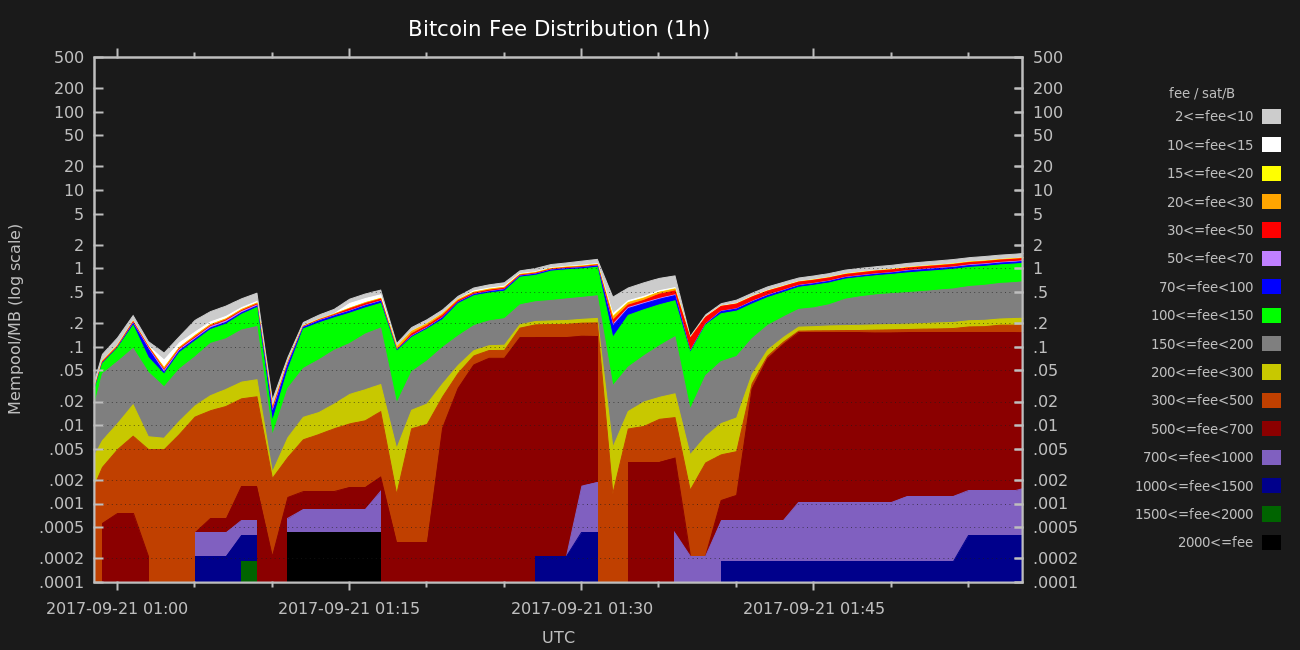 Bitcoin Fee Distribution (1h)
Mempool/MB (log scale)
500
200
100
50
20
10
5
2
1
.5
.2
.1
.05
.02
.01
.005
.002
.001
.0005
.0002
.0001
500
200
100
50
20
10
5
2
1
.5
.2
.1
.05
.02
.01
.005
.002
.001
.0005
.0002
.0001
fee / sat/B
2<=fee<10
10<=fee<15
15<=fee<20
20<=fee<30
30<=fee<50
50<=fee<70
70<=fee<100
100<=fee<150
150<=fee<200
200<=fee<300
300<=fee<500
500<=fee<700
700<=fee<1000
1000<=fee<1500
1500<=fee<2000
2000<=fee
2017-09-21 01:00 2017-09-21 01:15 2017-09-21 01:30 2017-09-21 01:45
UTC